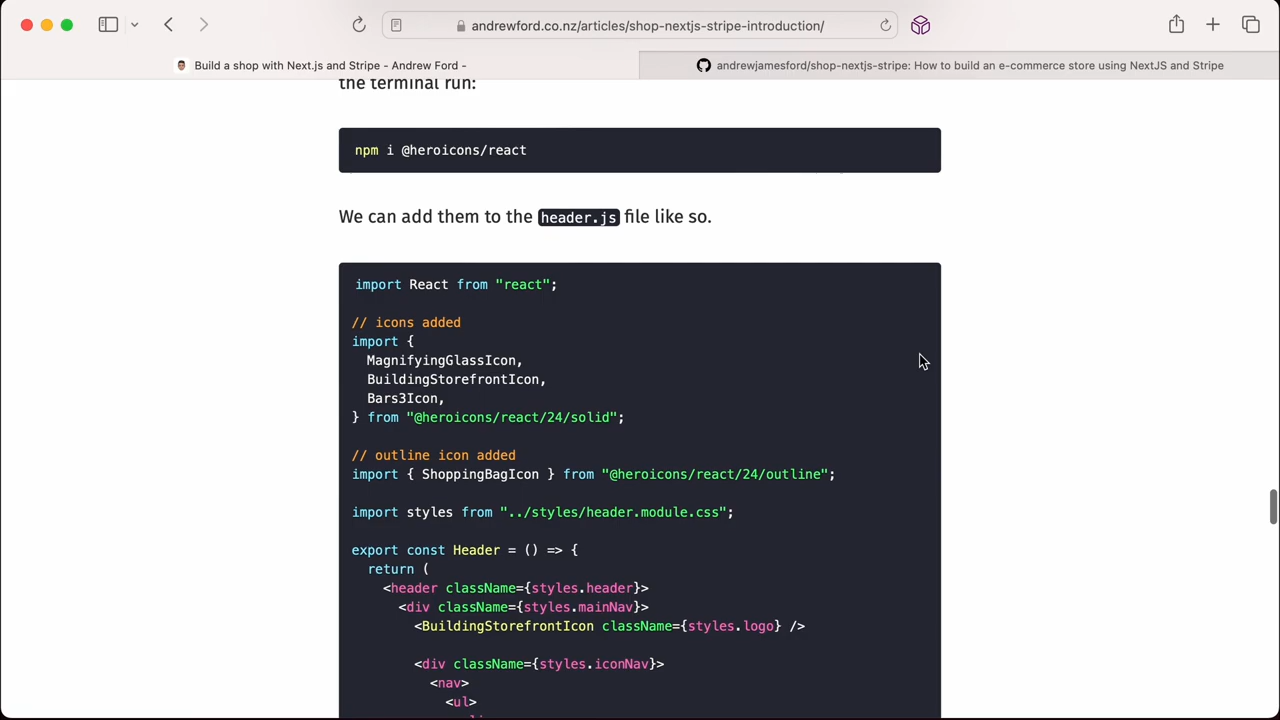 andrewford.co.nz/articles/shop-nextjs-stripe-introduction/
Build a shop with Next.js and Stripe - Andrew Ford -
andrewjamesford/shop-nextjs-stripe: How to build an e-commerce store using NextJS and Stripe
the terminal run:
npm i @heroicons/react
We can add them to the header.js file like so.
import React from "react";
// icons added
import {
MagnifyingGlassIcon,
BuildingStorefrontIcon,
Bars3Icon,
} from "@heroicons/react/24/solid";
// outline icon added
import { ShoppingBagIcon } from "@heroicons/react/24/outline";
import styles from "../styles/header.module.css";
export const Header = () => {
return (
<header className={styles.header}>
<div className={styles.mainNav}>
<BuildingStorefrontIcon className={styles.logo} />
<div className={styles.iconNav}>
<nav>
<ul>